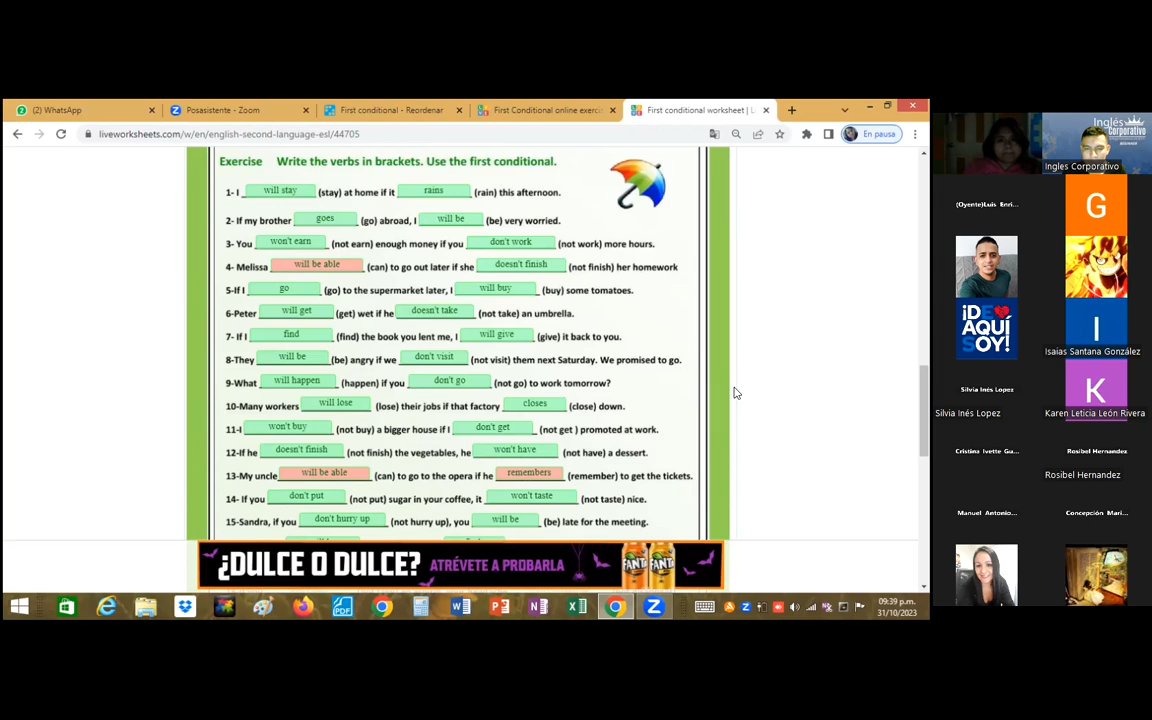 (2) WhatsApp
Posasistente - Zoom
First conditional - Reordenar
First Conditional online exerci
First conditional worksheet | L
liveworksheets.com/w/en/english-second-language-esl/44705
En pausa
Exercise Write the verbs in brackets. Use the first conditional.
1- I will stay (stay) at home if it rains (rain) this afternoon.
2- If my brother goes (go) abroad, I will be (be) very worried.
3- You won't earn (not earn) enough money if you don't work (not work) more hours.
4- Melissa will be able (can) to go out later if she doesn't finish (not finish) her homework
5-If I go (go) to the supermarket later, I will buy (buy) some tomatoes.
6-Peter will get (get) wet if he doesn't take (not take) an umbrella.
7- If I find (find) the book you lent me, I will give (give) it back to you.
8-They will be (be) angry if we don't visit (not visit) them next Saturday. We promised to go.
9-What will happen (happen) if you don't go (not go) to work tomorrow?
10-Many workers will lose (lose) their jobs if that factory closes (close) down.
11-I won't buy (not buy) a bigger house if I don't get (not get ) promoted at work.
12-If he doesn't finish (not finish) the vegetables, he won't have (not have) a dessert.
13-My uncle will be able (can) to go to the opera if he remembers (remember) to get the tickets.
14- If you don't put (not put) sugar in your coffee, it won't taste (not taste) nice.
15-Sandra, if you don't hurry up (not hurry up), you will be (be) late for the meeting.
¿DULCE O DULCE? ATRÉVETE A PROBARLA
FANTA FANTA
09:39 p.m.
31/10/2023
Inglés
Corporativo
Ingles Corporativo
(Oyente)Luis Enri...
G
¡DE
AQUÍ
SOY!
I
Isaias Santana González
Silvia Inés Lopez
Silvia Inés Lopez
K
Karen Leticia León Rivera
Cristina Ivette Gu...
Rosibel Hernandez
Rosibel Hernandez
Manuel Antonio...
Concepción Mari...